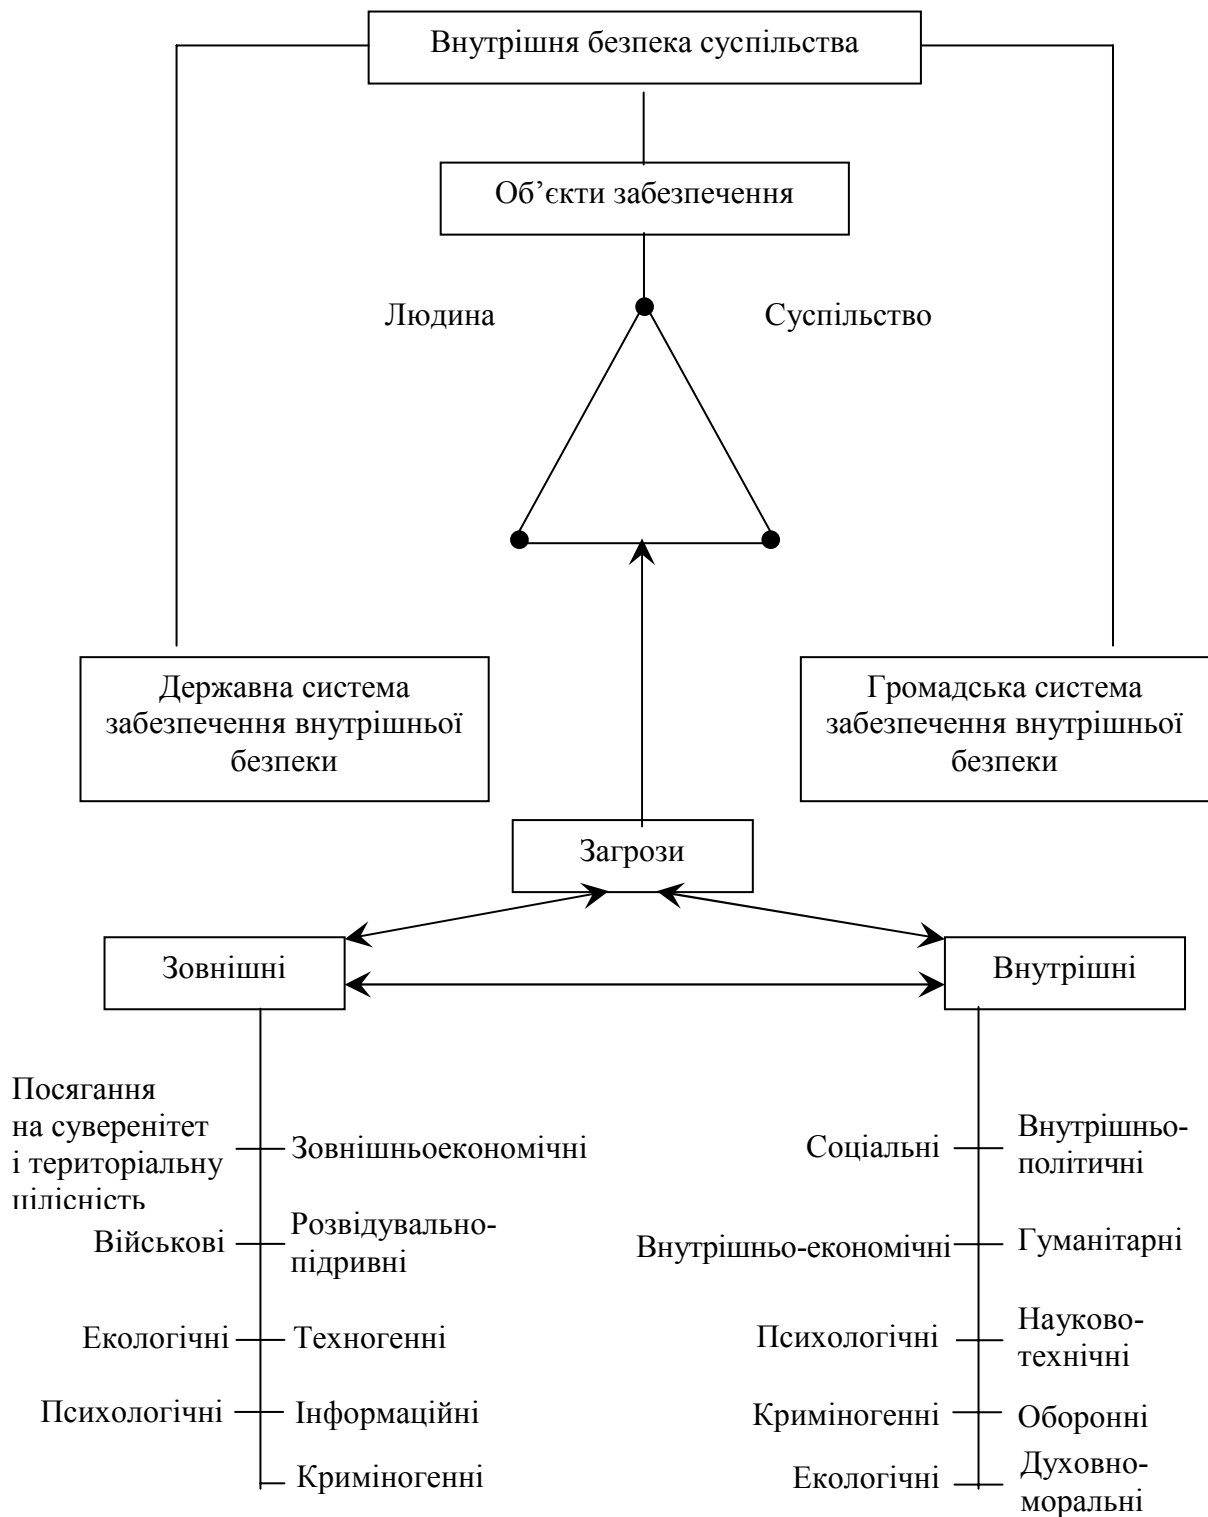 Внутрішня безпека суспільства
Об’єкти забезпечення
Людина
Суспільство
Державна система
забезпечення внутрішньої
безпеки
Громадська система
забезпечення внутрішньої
безпеки
Загрози
Зовнішні
Внутрішні
Посягання
на суверенітет
і територіальну
цілісність
Зовнішньоекономічні
Військові
Розвідувально-
підривні
Екологічні
Техногенні
Психологічні
Інформаційні
Криміногенні
Соціальні
Внутрішньо-
політичні
Внутрішньо-економічні
Гуманітарні
Психологічні
Науково-
технічні
Криміногенні
Оборонні
Екологічні
Духовно-
моральні